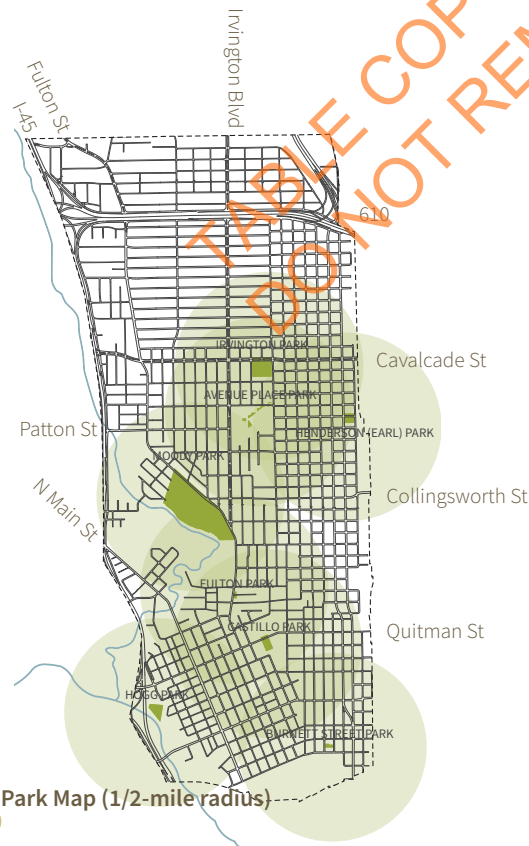 Irvington Blvd
Fulton St
I-45
TABLE COP
DO NOT REM
610
IRVINGTON PARK
Cavalcade St
AVENUE PLACE PARK
Patton St
HENDERSON (EARL) PARK
MOODY PARK
N Main St
Collingsworth St
FULTON PARK
CASTILLO PARK
Quitman St
HOGG PARK
BURNETT STREET PARK
Park Map (1/2-mile radius)